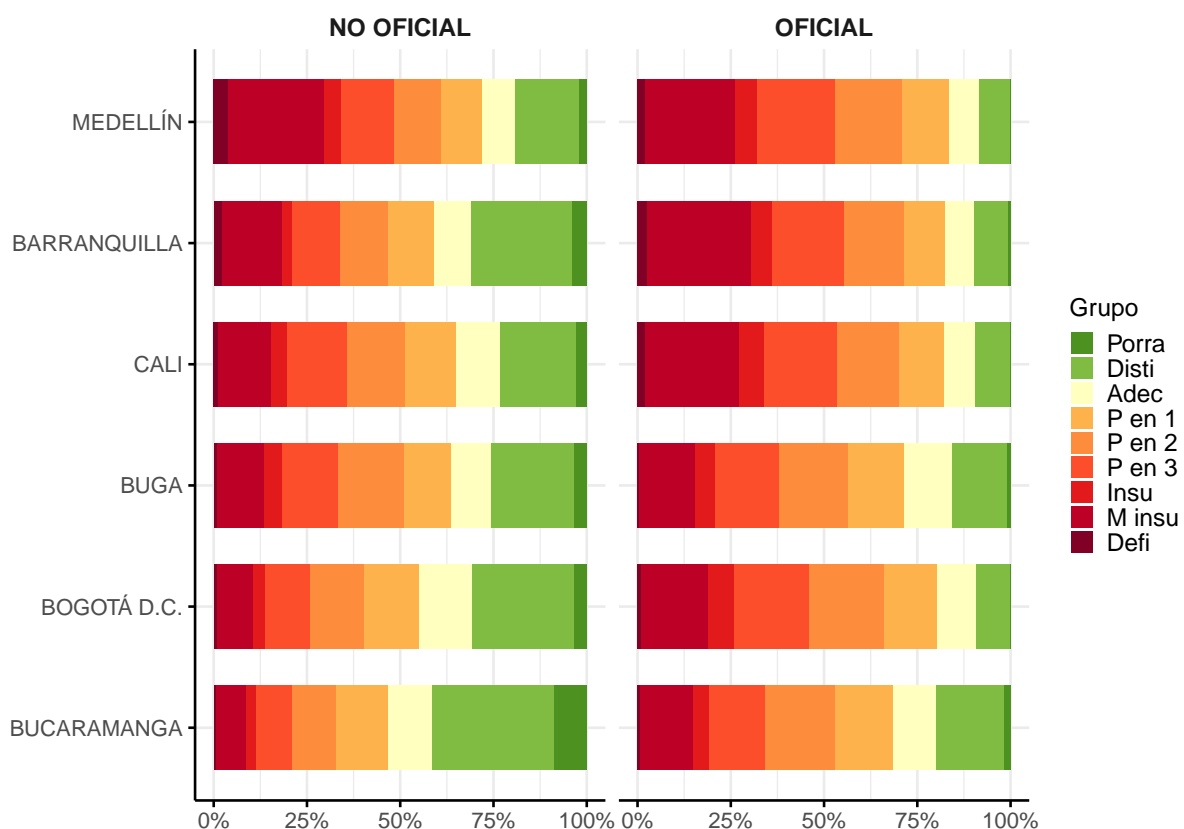 NO OFICIAL
OFICIAL
MEDELLÍN
BARRANQUILLA
CALI
BUGA
BOGOTÁ D.C.
BUCARAMANGA
0% 25% 50% 75% 100% 0% 25% 50% 75% 100%
Grupo
Porra
Disti
Adec
P en 1
P en 2
P en 3
Insu
M insu
Defi